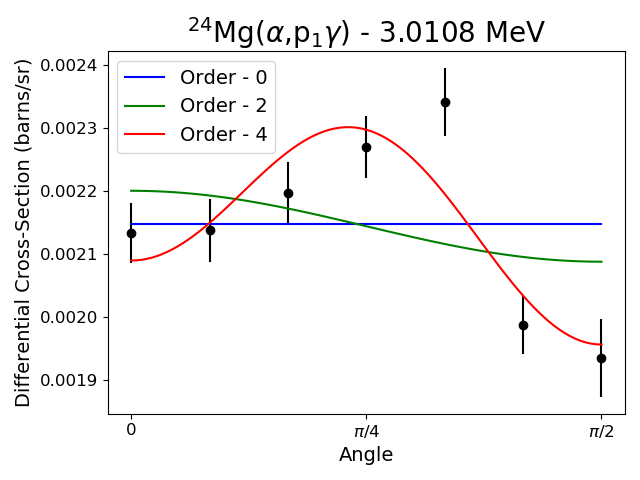 ²⁴Mg(α,p₁γ) - 3.0108 MeV
Differential Cross-Section (barns/sr)
0.0024
0.0023
0.0022
0.0021
0.0020
0.0019
Order - 0
Order - 2
Order - 4
0
π/4
π/2
Angle